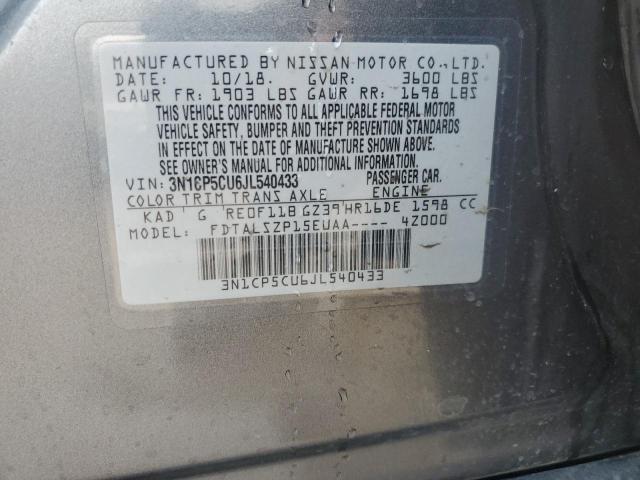 MANUFACTURED BY NISSAN MOTOR CO.,LTD.
DATE: 10/18. GVWR: 3600 LBS
GAWR FR: 1903 LBS GAWR RR: 1698 LBS
THIS VEHICLE CONFORMS TO ALL APPLICABLE FEDERAL MOTOR
VEHICLE SAFETY, BUMPER AND THEFT PREVENTION STANDARDS
IN EFFECT ON THE DATE OF MANUFACTURE SHOWN ABOVE.
SEE OWNER'S MANUAL FOR ADDITIONAL INFORMATION.
VIN: 3N1CP5CU6JL540433 PASSENGER CAR.
COLOR TRIM TRANS AXLE ENGINE
KAD G RE0F11B GZ39 HR16DE 1598 CC
MODEL: FDTALSZP15EUAA---- 4Z000
3N1CP5CU6JL540433